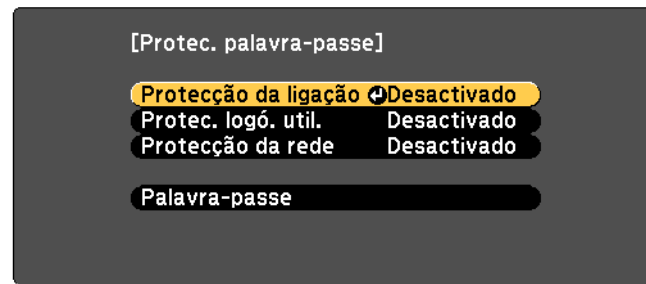 [Protec. palavra-passe]
Protecção da ligação Desactivado
Protec. logó. util. Desactivado
Protecção da rede Desactivado
Palavra-passe